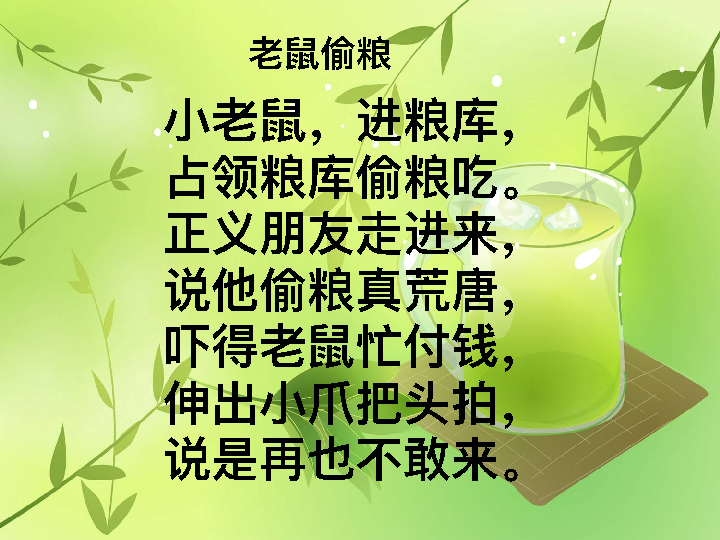 老鼠偷粮
小老鼠，进粮库，
占领粮库偷粮吃。
正义朋友走进来，
说他偷粮真荒唐，
吓得老鼠忙付钱，
伸出小爪把头拍，
说是再也不敢来。